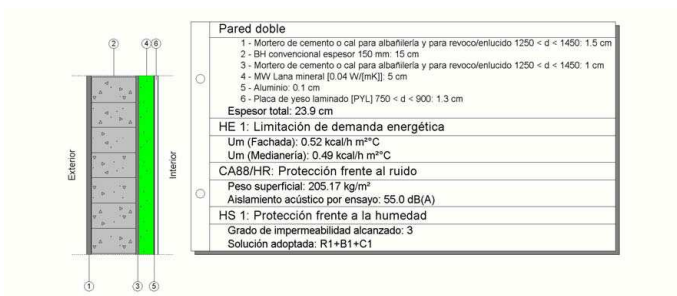 Pared doble
1 - Mortero de cemento o cal para albañilería y para revoco/enlucido 1250 < d < 1450: 1.5 cm
2 - BH convencional espesor 150 mm: 15 cm
3 - Mortero de cemento o cal para albañilería y para revoco/enlucido 1250 < d < 1450: 1 cm
4 - MW Lana mineral [0.04 W/[mK]]: 5 cm
5 - Aluminio: 0.1 cm
6 - Placa de yeso laminado [PYL] 750 < d < 900: 1.3 cm
Espesor total: 23.9 cm
HE 1: Limitación de demanda energética
Um (Fachada): 0.52 kcal/h m²°C
Um (Medianería): 0.49 kcal/h m²°C
CA88/HR: Protección frente al ruido
Peso superficial: 205.17 kg/m²
Aislamiento acústico por ensayo: 55.0 dB(A)
HS 1: Protección frente a la humedad
Grado de impermeabilidad alcanzado: 3
Solución adoptada: R1+B1+C1
2
4
6
Exterior
Interior
1
3
5